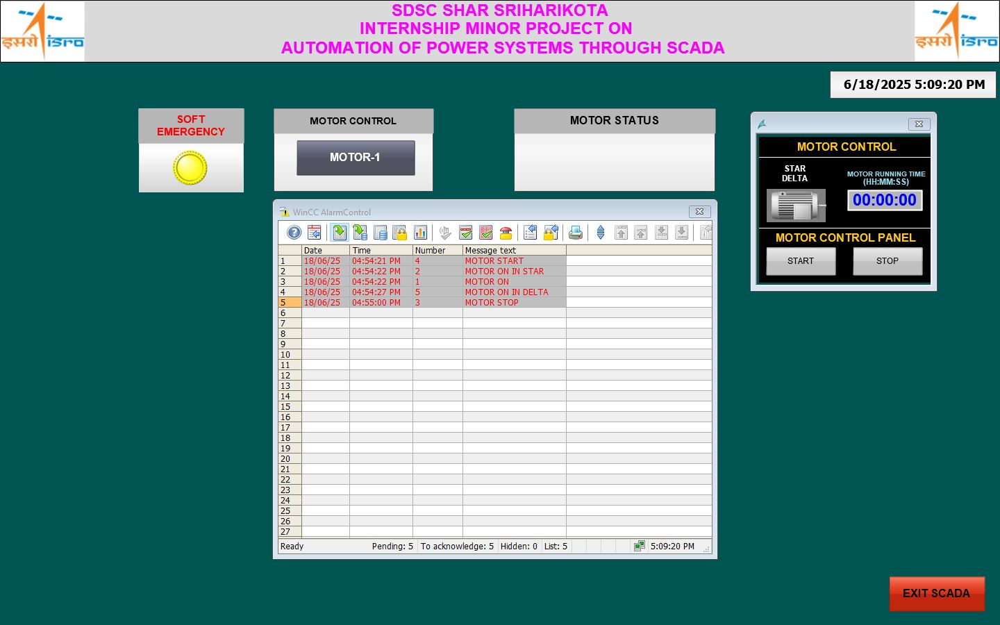 SDSC SHAR SRIHARIKOTA
INTERNSHIP MINOR PROJECT ON
AUTOMATION OF POWER SYSTEMS THROUGH SCADA
इसरो isro
इसरो isro
6/18/2025 5:09:20 PM
SOFT
EMERGENCY
MOTOR CONTROL
MOTOR-1
MOTOR STATUS
MOTOR CONTROL
STAR
DELTA
MOTOR RUNNING TIME
(HH:MM:SS)
00:00:00
MOTOR CONTROL PANEL
START STOP
WinCC AlarmControl
Date Time Number Message text
1 18/06/25 04:54:21 PM 4 MOTOR START
2 18/06/25 04:54:22 PM 2 MOTOR ON IN STAR
3 18/06/25 04:54:22 PM 1 MOTOR ON
4 18/06/25 04:54:27 PM 5 MOTOR ON IN DELTA
5 18/06/25 04:55:00 PM 3 MOTOR STOP
6
7
8
9
10
11
12
13
14
15
16
17
18
19
20
21
22
23
24
25
26
27
Ready Pending: 5 To acknowledge: 5 Hidden: 0 List: 5 5:09:20 PM
EXIT SCADA